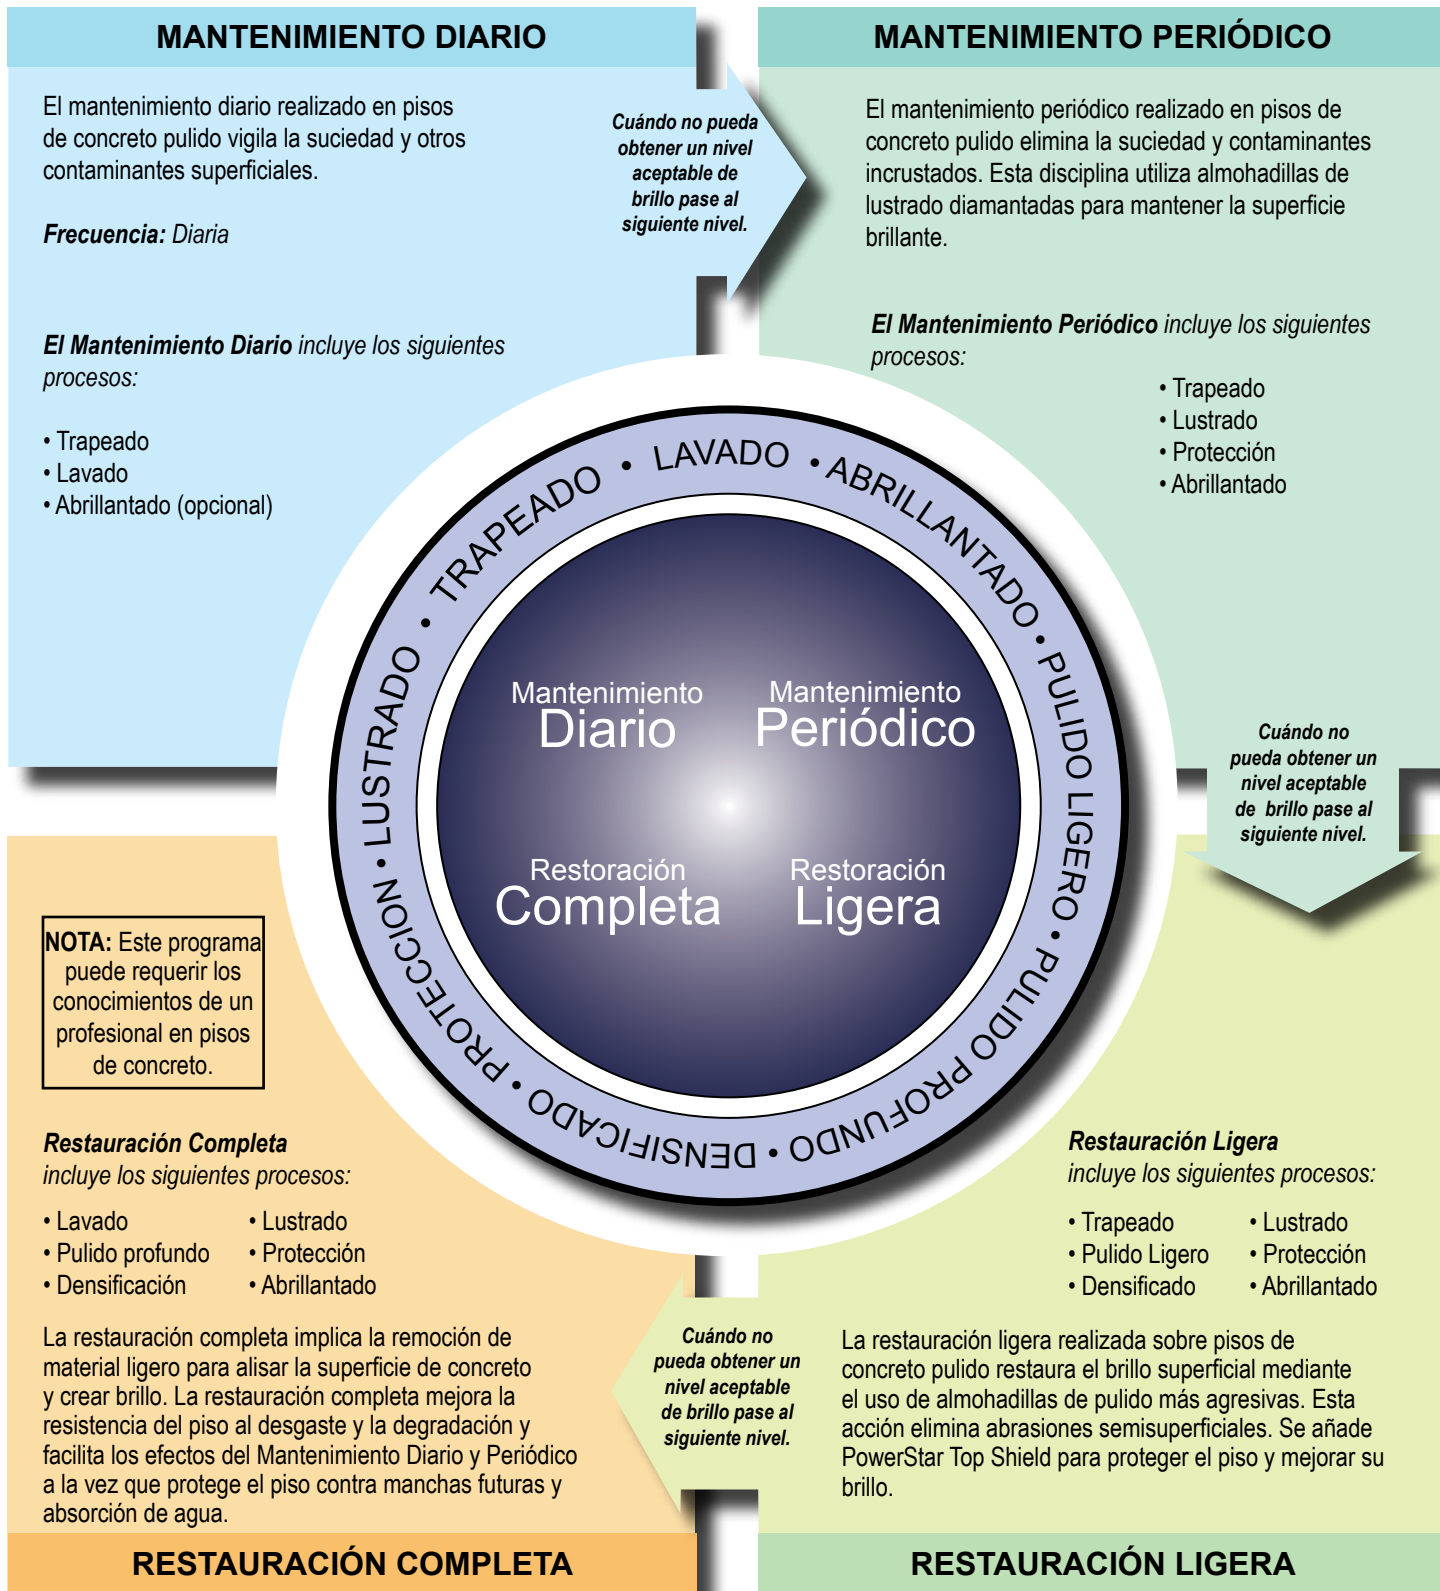 MANTENIMIENTO DIARIO
El mantenimiento diario realizado en pisos
de concreto pulido vigila la suciedad y otros
contaminantes superficiales.
Frecuencia: Diaria
El Mantenimiento Diario incluye los siguientes
procesos:
• Trapeado
• Lavado
• Abrillantado (opcional)
Cuándo no pueda
obtener un nivel
aceptable de
brillo pase al
siguiente nivel.
MANTENIMIENTO PERIÓDICO
El mantenimiento periódico realizado en pisos de
concreto pulido elimina la suciedad y contaminantes
incrustados. Esta disciplina utiliza almohadillas de
lustrado diamantadas para mantener la superficie
brillante.
El Mantenimiento Periódico incluye los siguientes
procesos:
• Trapeado
• Lustrado
• Protección
• Abrillantado
Cuándo no
pueda obtener un
nivel aceptable
de brillo pase al
siguiente nivel.
TRAPEADO • LAVADO • ABRILLANTADO • PULIDO LIGERO • PULIDO PROFUNDO • DENSIFICADO • PROTECCION • LUSTRADO •
Mantenimiento
Diario
Mantenimiento
Periódico
Restoración
Completa
Restoración
Ligera
NOTA: Este programa
puede requerir los
conocimientos de un
profesional en pisos
de concreto.
Restauración Completa
incluye los siguientes procesos:
• Lavado
• Pulido profundo
• Densificación
• Lustrado
• Protección
• Abrillantado
La restauración completa implica la remoción de
material ligero para alisar la superficie de concreto
y crear brillo. La restauración completa mejora la
resistencia del piso al desgaste y la degradación y
facilita los efectos del Mantenimiento Diario y Periódico
a la vez que protege el piso contra manchas futuras y
absorción de agua.
RESTAURACIÓN COMPLETA
Cuándo no
pueda obtener un
nivel aceptable
de brillo pase al
siguiente nivel.
Restauración Ligera
incluye los siguientes procesos:
• Trapeado
• Pulido Ligero
• Densificado
• Lustrado
• Protección
• Abrillantado
La restauración ligera realizada sobre pisos de
concreto pulido restaura el brillo superficial mediante
el uso de almohadillas de pulido más agresivas. Esta
acción elimina abrasiones semisuperficiales. Se añade
PowerStar Top Shield para proteger el piso y mejorar su
brillo.
RESTAURACIÓN LIGERA